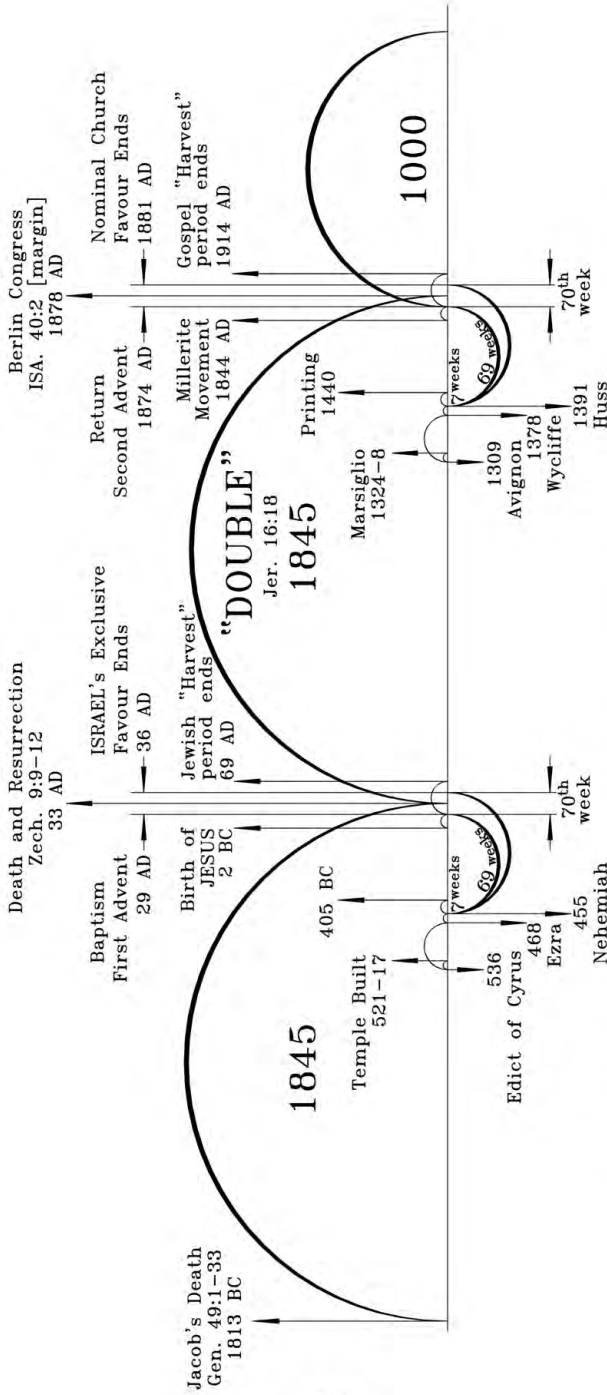 Jacob's Death
Gen. 49:1-33
1813 BC
1845
Death and Resurrection
Zech. 9:9-12
33 AD
Baptism
First Advent
29 AD
ISRAEL's Exclusive
Favour Ends
36 AD
Birth of
JESUS
2 BC
Jewish "Harvest"
period ends
69 AD
405 BC
Temple Built
521-17
7 weeks
69 weeks
70th
week
536
Edict of Cyrus
468
Ezra
455
Nehemiah
"DOUBLE"
Jer. 16:18
1845
Berlin Congress
ISA. 40:2 [margin]
1878 AD
Return
Second Advent
1874 AD
Nominal Church
Favour Ends
1881 AD
Millerite
Movement
1844 AD
Gospel "Harvest"
period ends
1914 AD
Printing
1440
Marsiglio
1324-8
7 weeks
69 weeks
70th
week
1309
Avignon
1378
Wycliffe
1391
Huss
1000